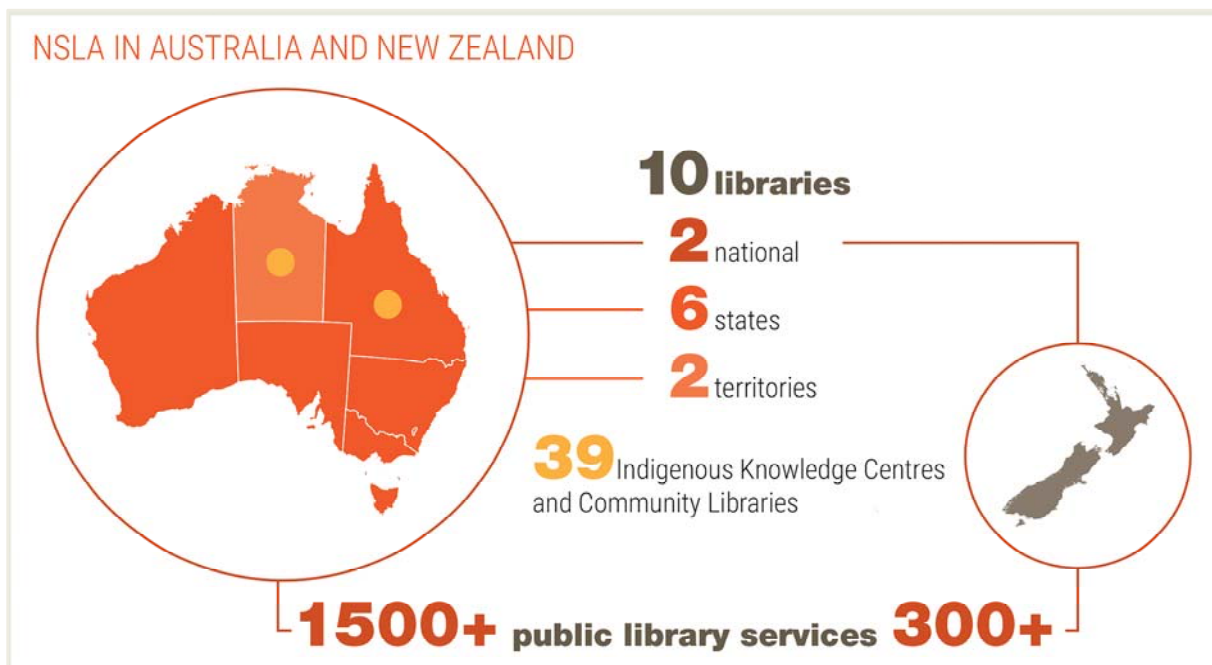 NSLA IN AUSTRALIA AND NEW ZEALAND
10 libraries
2 national
6 states
2 territories
39 Indigenous Knowledge Centres
and Community Libraries
1500+ public library services 300+